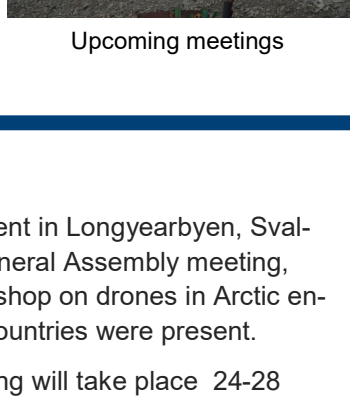 Upcoming meetings
ent in Longyearbyen, Sval-
neral Assembly meeting,
shop on drones in Arctic en-
ountries were present.
ng will take place 24-28